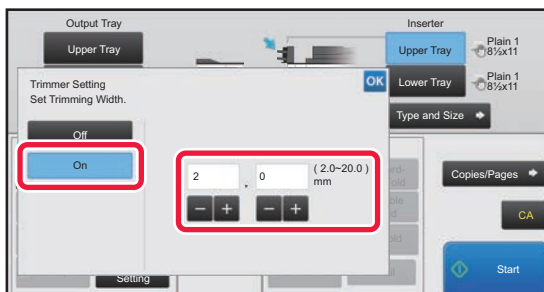 Output Tray
Inserter
Upper Tray
Upper Tray
Plain 1
8½x11
Trimmer Setting
Set Trimming Width.
OK
Lower Tray
Plain 1
8½x11
Type and Size
Off
On
2 . 0 ( 2.0~20.0 )
mm
Copies/Pages
CA
Setting
Start